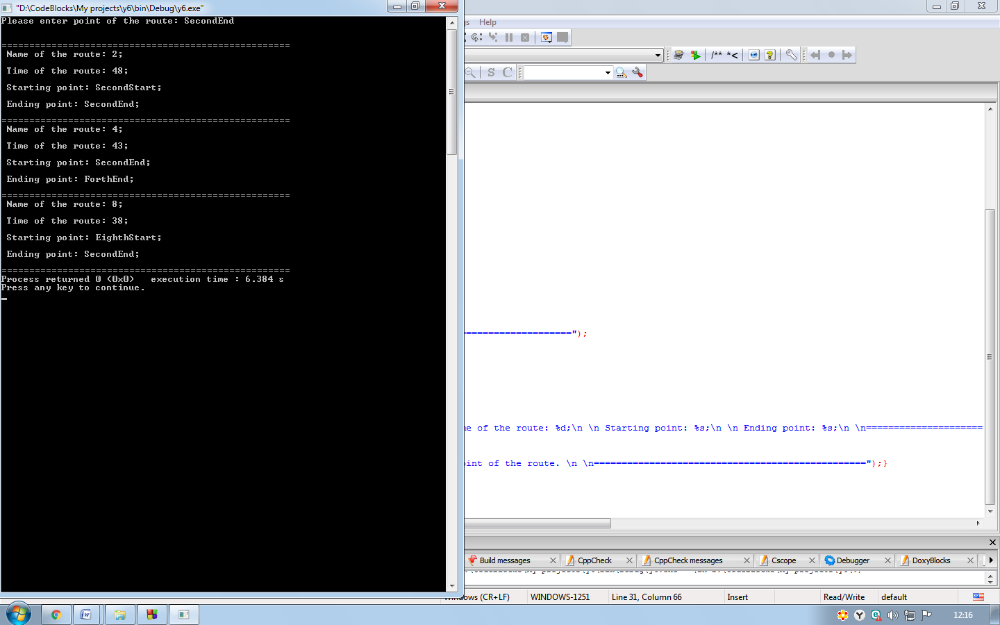 "D:\CodeBlocks\My projects\y6\bin\Debug\y6.exe"
Please enter point of the route: SecondEnd
====================================================
Name of the route: 2;
Time of the route: 48;
Starting point: SecondStart;
Ending point: SecondEnd;
====================================================
Name of the route: 4;
Time of the route: 43;
Starting point: SecondEnd;
Ending point: ForthEnd;
====================================================
Name of the route: 8;
Time of the route: 38;
Starting point: EighthStart;
Ending point: SecondEnd;
====================================================
Process returned 0 (0x0)   execution time : 6.384 s
Press any key to continue.
Help
/** *<
S C
====================");
of the route: %d;\n \n Starting point: %s;\n \n Ending point: %s;\n \n=====================
int of the route. \n \n=================================================");}
Build messages CppCheck CppCheck messages Cscope Debugger DoxyBlocks
(CR+LF) WINDOWS-1251 Line 31, Column 66 Insert Read/Write default
12:16